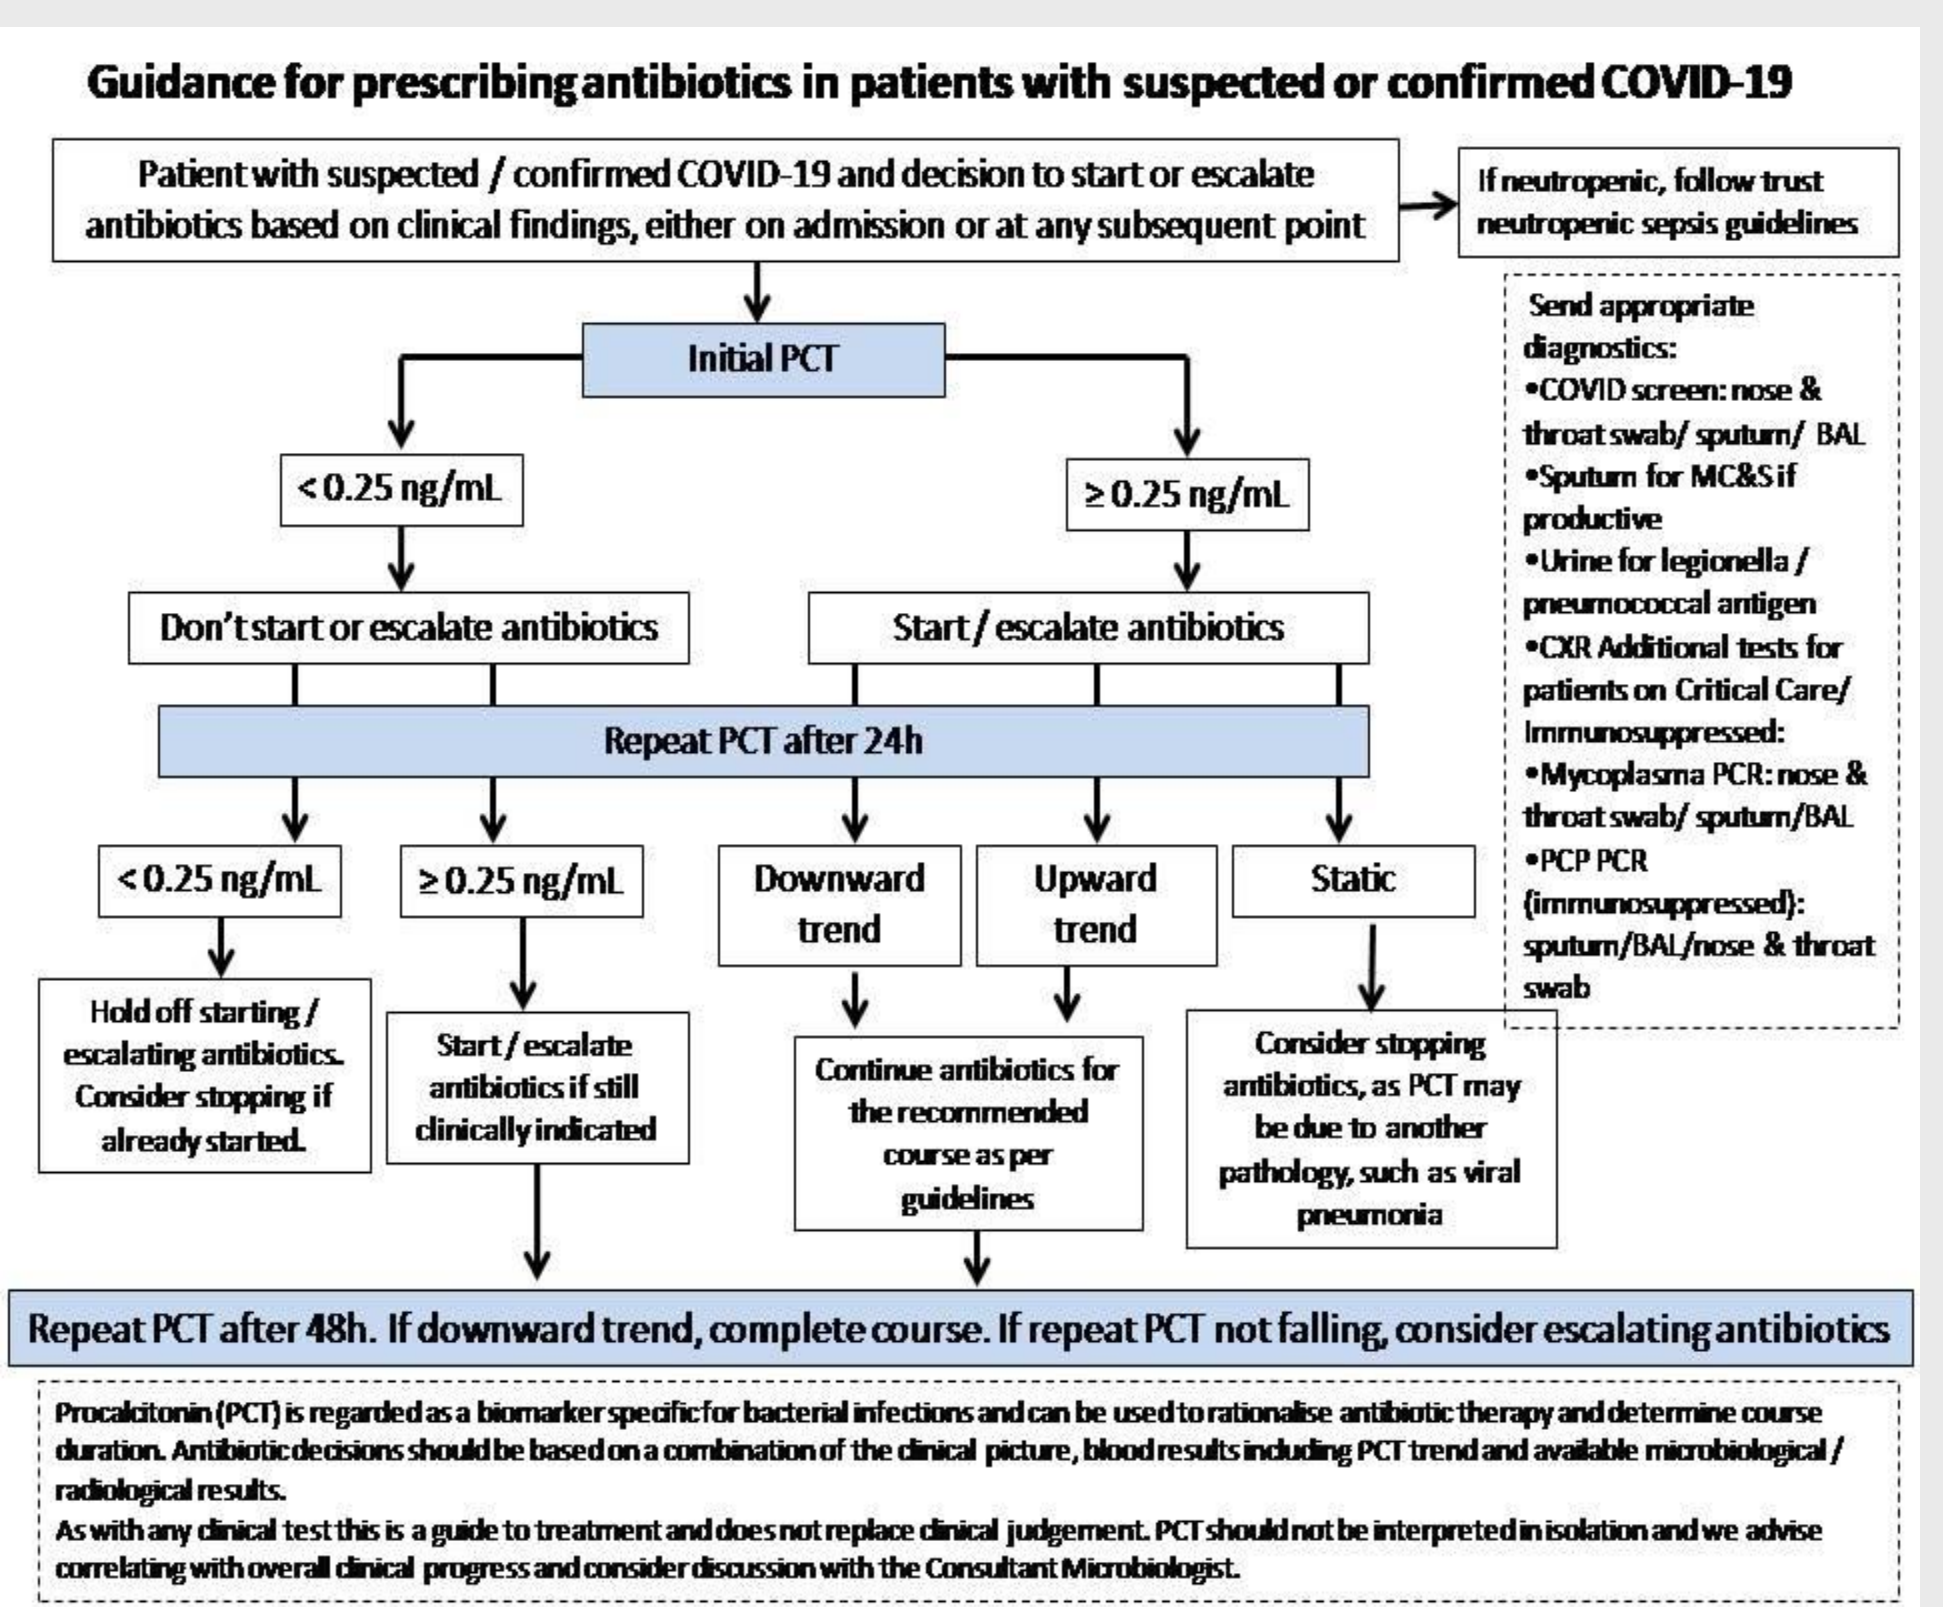 Guidance for prescribing antibiotics in patients with suspected or confirmed COVID-19
Patient with suspected / confirmed COVID-19 and decision to start or escalate
antibiotics based on clinical findings, either on admission or at any subsequent point
If neutropenic, follow trust
neutropenic sepsis guidelines
Send appropriate
diagnostics:
•COVID screen: nose &
throat swab/ sputum/ BAL
•Sputum for MC&S if
productive
•Urine for legionella /
pneumococcal antigen
•CXR Additional tests for
patients on Critical Care/
Immunosuppressed:
•Mycoplasma PCR: nose &
throat swab/ sputum/BAL
•PCP PCR
(immunosuppressed):
sputum/BAL/nose & throat
swab
Initial PCT
< 0.25 ng/mL
≥ 0.25 ng/mL
Don't start or escalate antibiotics
Start / escalate antibiotics
Repeat PCT after 24h
< 0.25 ng/mL
≥ 0.25 ng/mL
Downward
trend
Upward
trend
Static
Hold off starting /
escalating antibiotics.
Consider stopping if
already started.
Start / escalate
antibiotics if still
clinically indicated
Continue antibiotics for
the recommended
course as per
guidelines
Consider stopping
antibiotics, as PCT may
be due to another
pathology, such as viral
pneumonia
Repeat PCT after 48h. If downward trend, complete course. If repeat PCT not falling, consider escalating antibiotics
Procalcitonin (PCT) is regarded as a biomarker specific for bacterial infections and can be used to rationalise antibiotic therapy and determine course
duration. Antibiotic decisions should be based on a combination of the clinical picture, blood results including PCT trend and available microbiological /
radiological results.
As with any clinical test this is a guide to treatment and does not replace clinical judgement. PCT should not be interpreted in isolation and we advise
correlating with overall clinical progress and consider discussion with the Consultant Microbiologist.